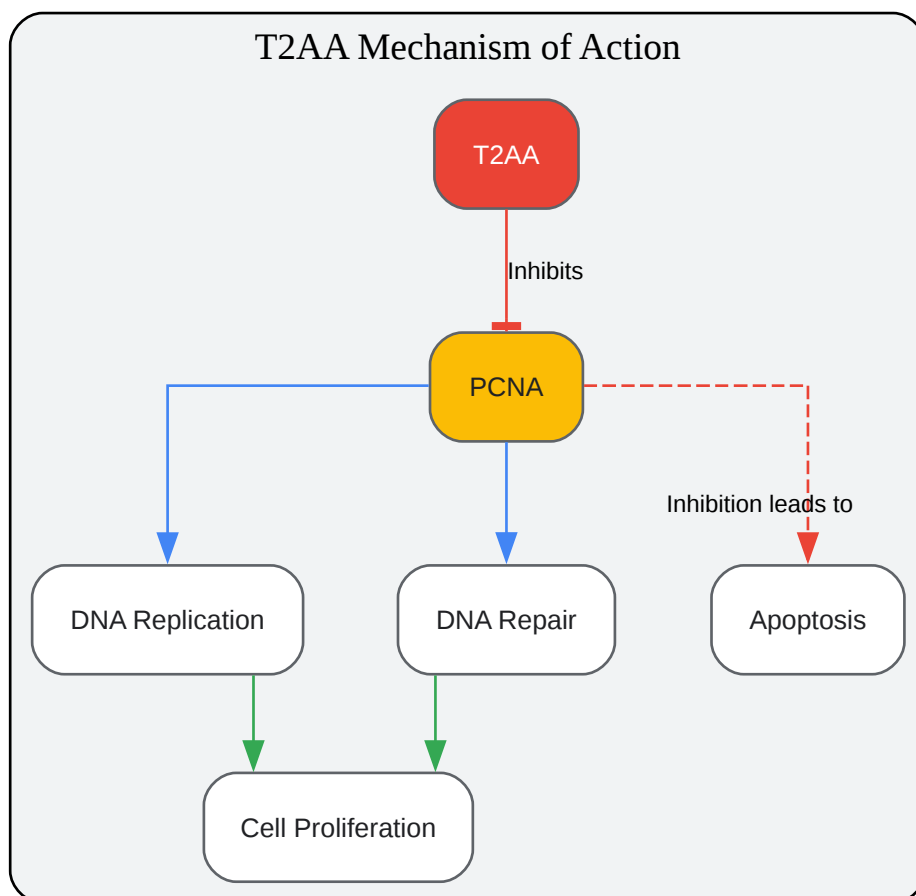 T2AA Mechanism of Action
T2AA
Inhibits
PCNA
Inhibition leads to
DNA Replication
DNA Repair
Apoptosis
Cell Proliferation